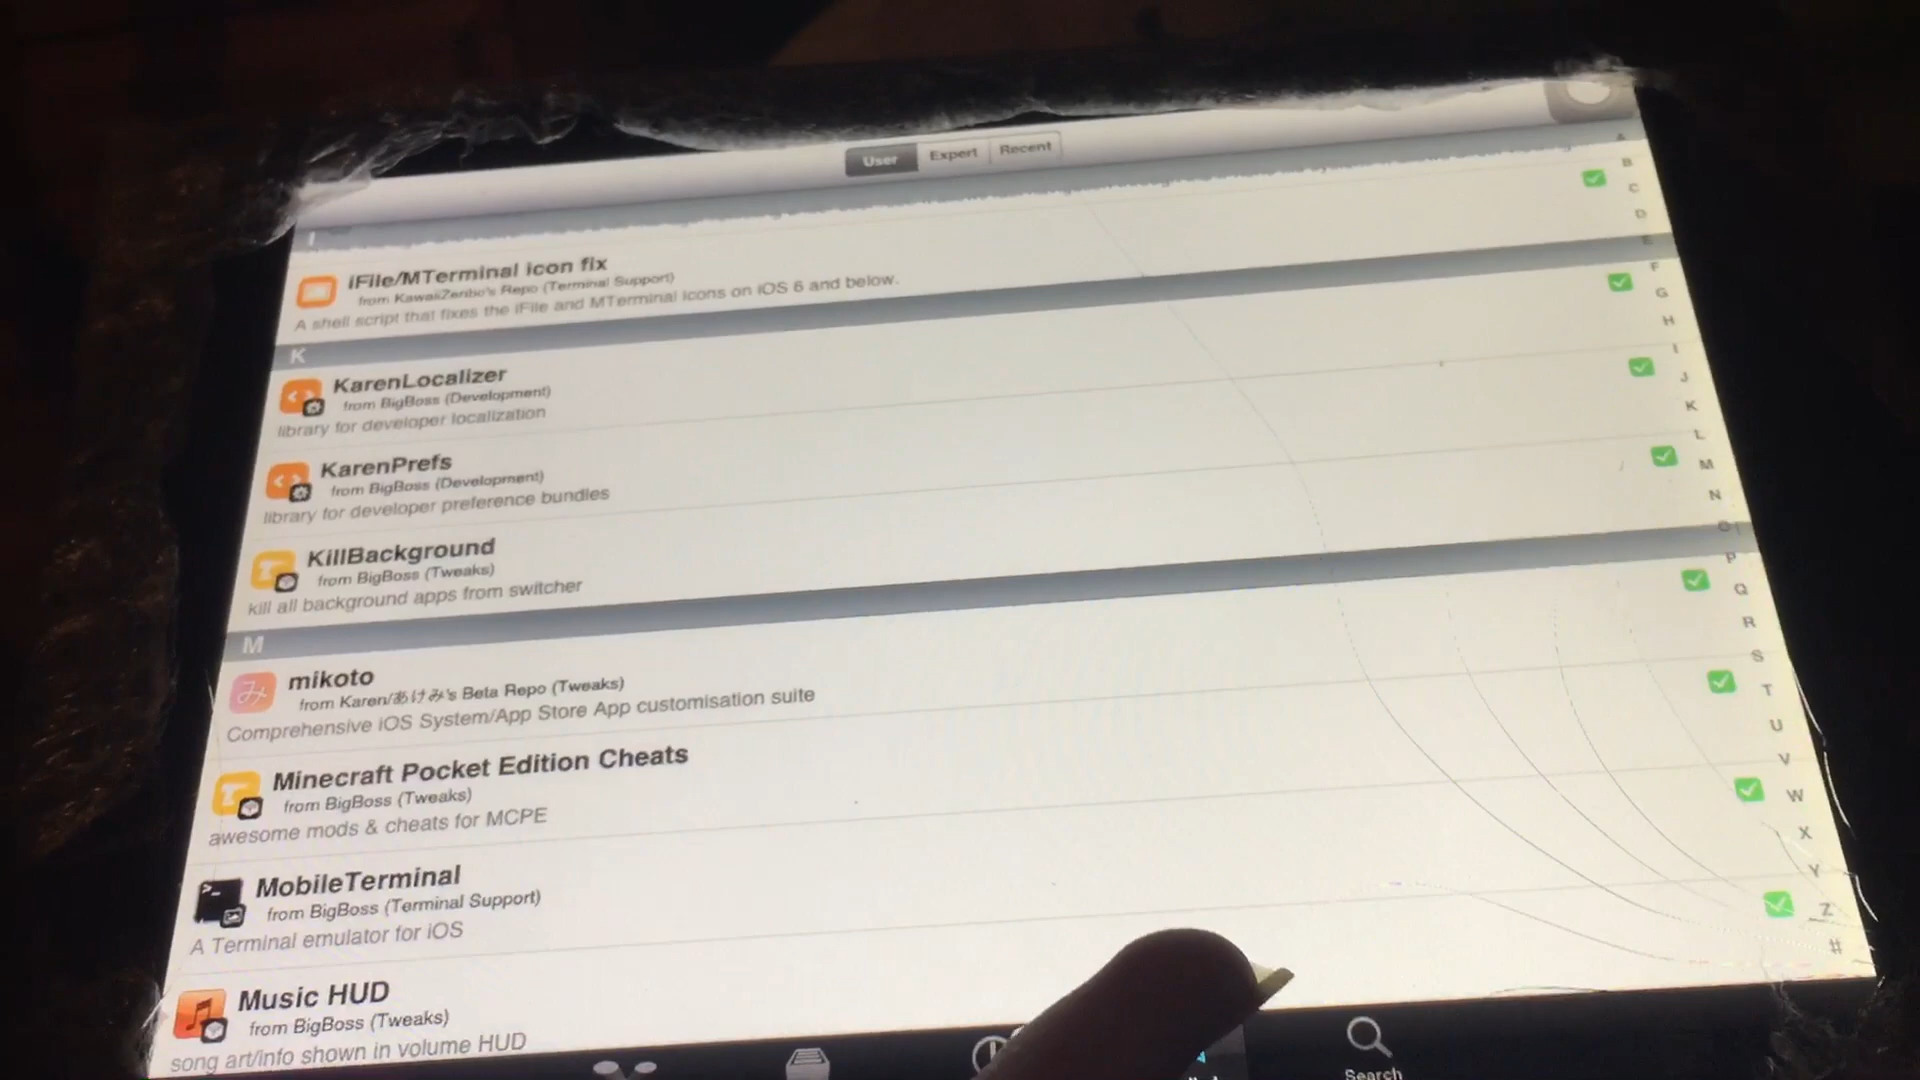 User Expert Recent
I
iFile/MTerminal icon fix
from KawaiiZenbo's Repo (Terminal Support)
A shell script that fixes the iFile and MTerminal icons on iOS 6 and below.
K
KarenLocalizer
from BigBoss (Development)
library for developer localization
KarenPrefs
from BigBoss (Development)
library for developer preference bundles
KillBackground
from BigBoss (Tweaks)
kill all background apps from switcher
M
mikoto
from Karen/あけみ's Beta Repo (Tweaks)
Comprehensive iOS System/App Store App customisation suite
Minecraft Pocket Edition Cheats
from BigBoss (Tweaks)
awesome mods & cheats for MCPE
MobileTerminal
from BigBoss (Terminal Support)
A Terminal emulator for iOS
Music HUD
from BigBoss (Tweaks)
song art/info shown in volume HUD
A
B
C
D
E
F
G
H
I
J
K
L
M
N
O
P
Q
R
S
T
U
V
W
X
Y
Z
#
Search